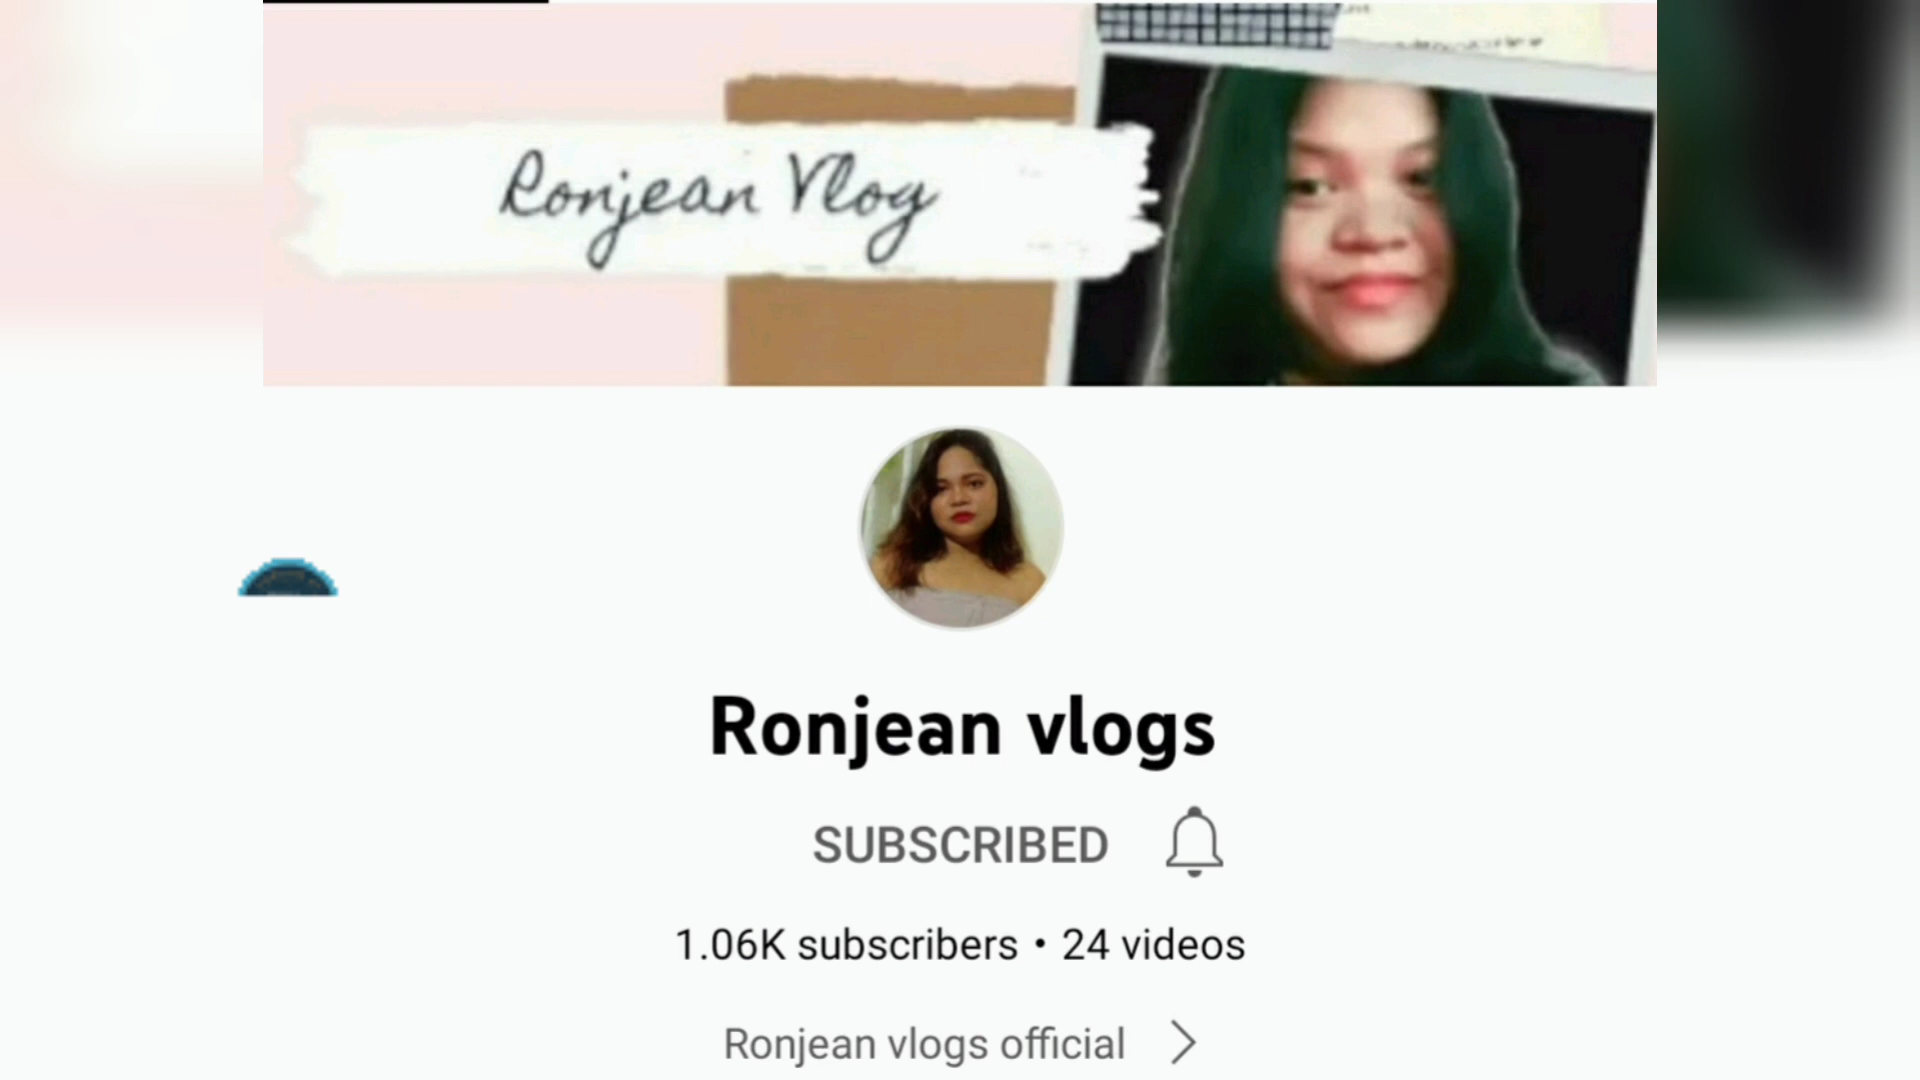 Ronjean Vlog
Ronjean vlogs
SUBSCRIBED
1.06K subscribers • 24 videos
Ronjean vlogs official